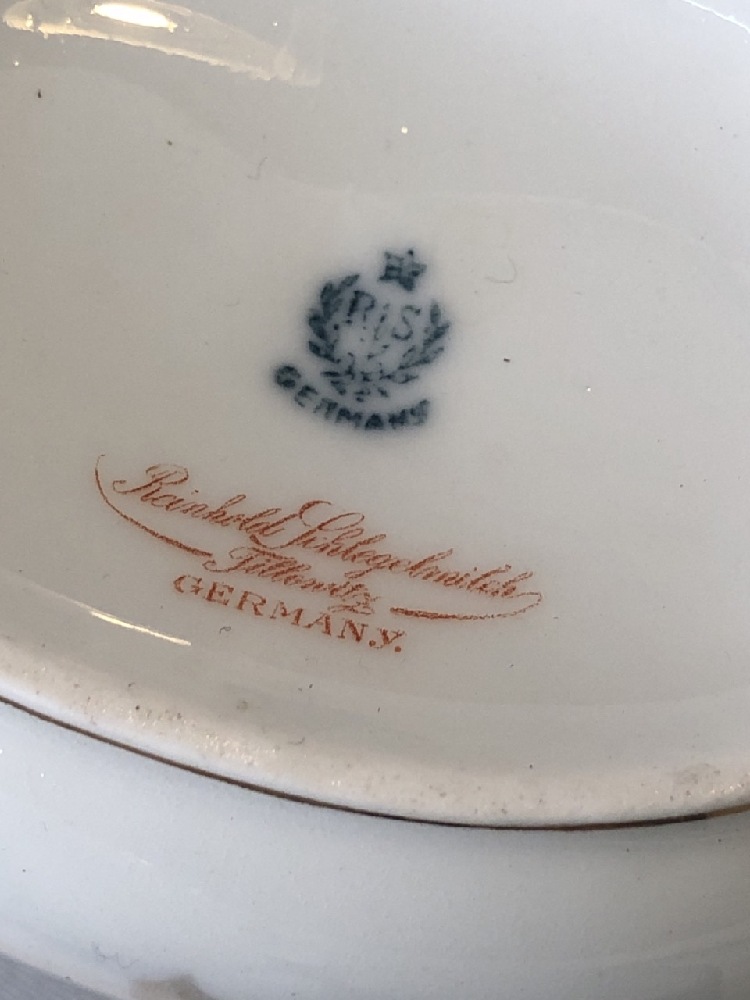 RS
GERMANY
Reinhold Schlegelmilch
Tillowitz
GERMANY.